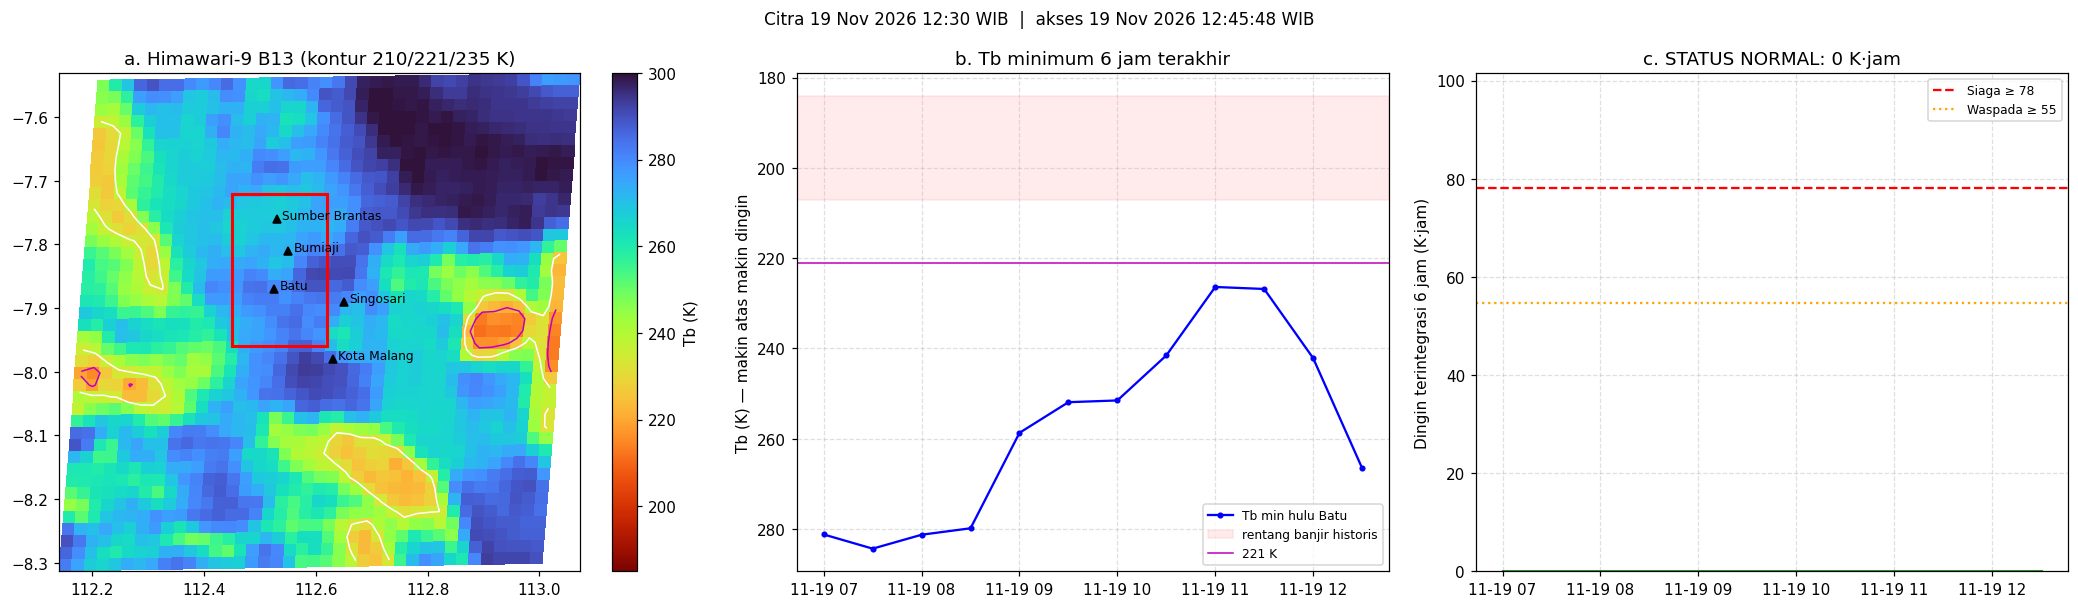 Citra 19 Nov 2026 12:30 WIB | akses 19 Nov 2026 12:45:48 WIB
a. Himawari-9 B13 (kontur 210/221/235 K)
−7.6
−7.7
−7.8
−7.9
−8.0
−8.1
−8.2
−8.3
112.2
112.4
112.6
112.8
113.0
Sumber Brantas
Bumiaji
Batu
Singosari
Kota Malang
300
280
260
240
220
200
Tb (K)
b. Tb minimum 6 jam terakhir
Tb (K) — makin atas makin dingin
180
200
220
240
260
280
11-19 07
11-19 08
11-19 09
11-19 10
11-19 11
11-19 12
Tb min hulu Batu
rentang banjir historis
221 K
c. STATUS NORMAL: 0 K·jam
Dingin terintegrasi 6 jam (K·jam)
100
80
60
40
20
0
11-19 07
11-19 08
11-19 09
11-19 10
11-19 11
11-19 12
Siaga ≥ 78
Waspada ≥ 55